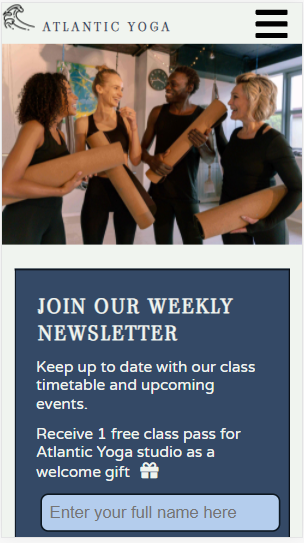 ATLANTIC YOGA
JOIN OUR WEEKLY
NEWSLETTER
Keep up to date with our class
timetable and upcoming
events.
Receive 1 free class pass for
Atlantic Yoga studio as a
welcome gift
Enter your full name here